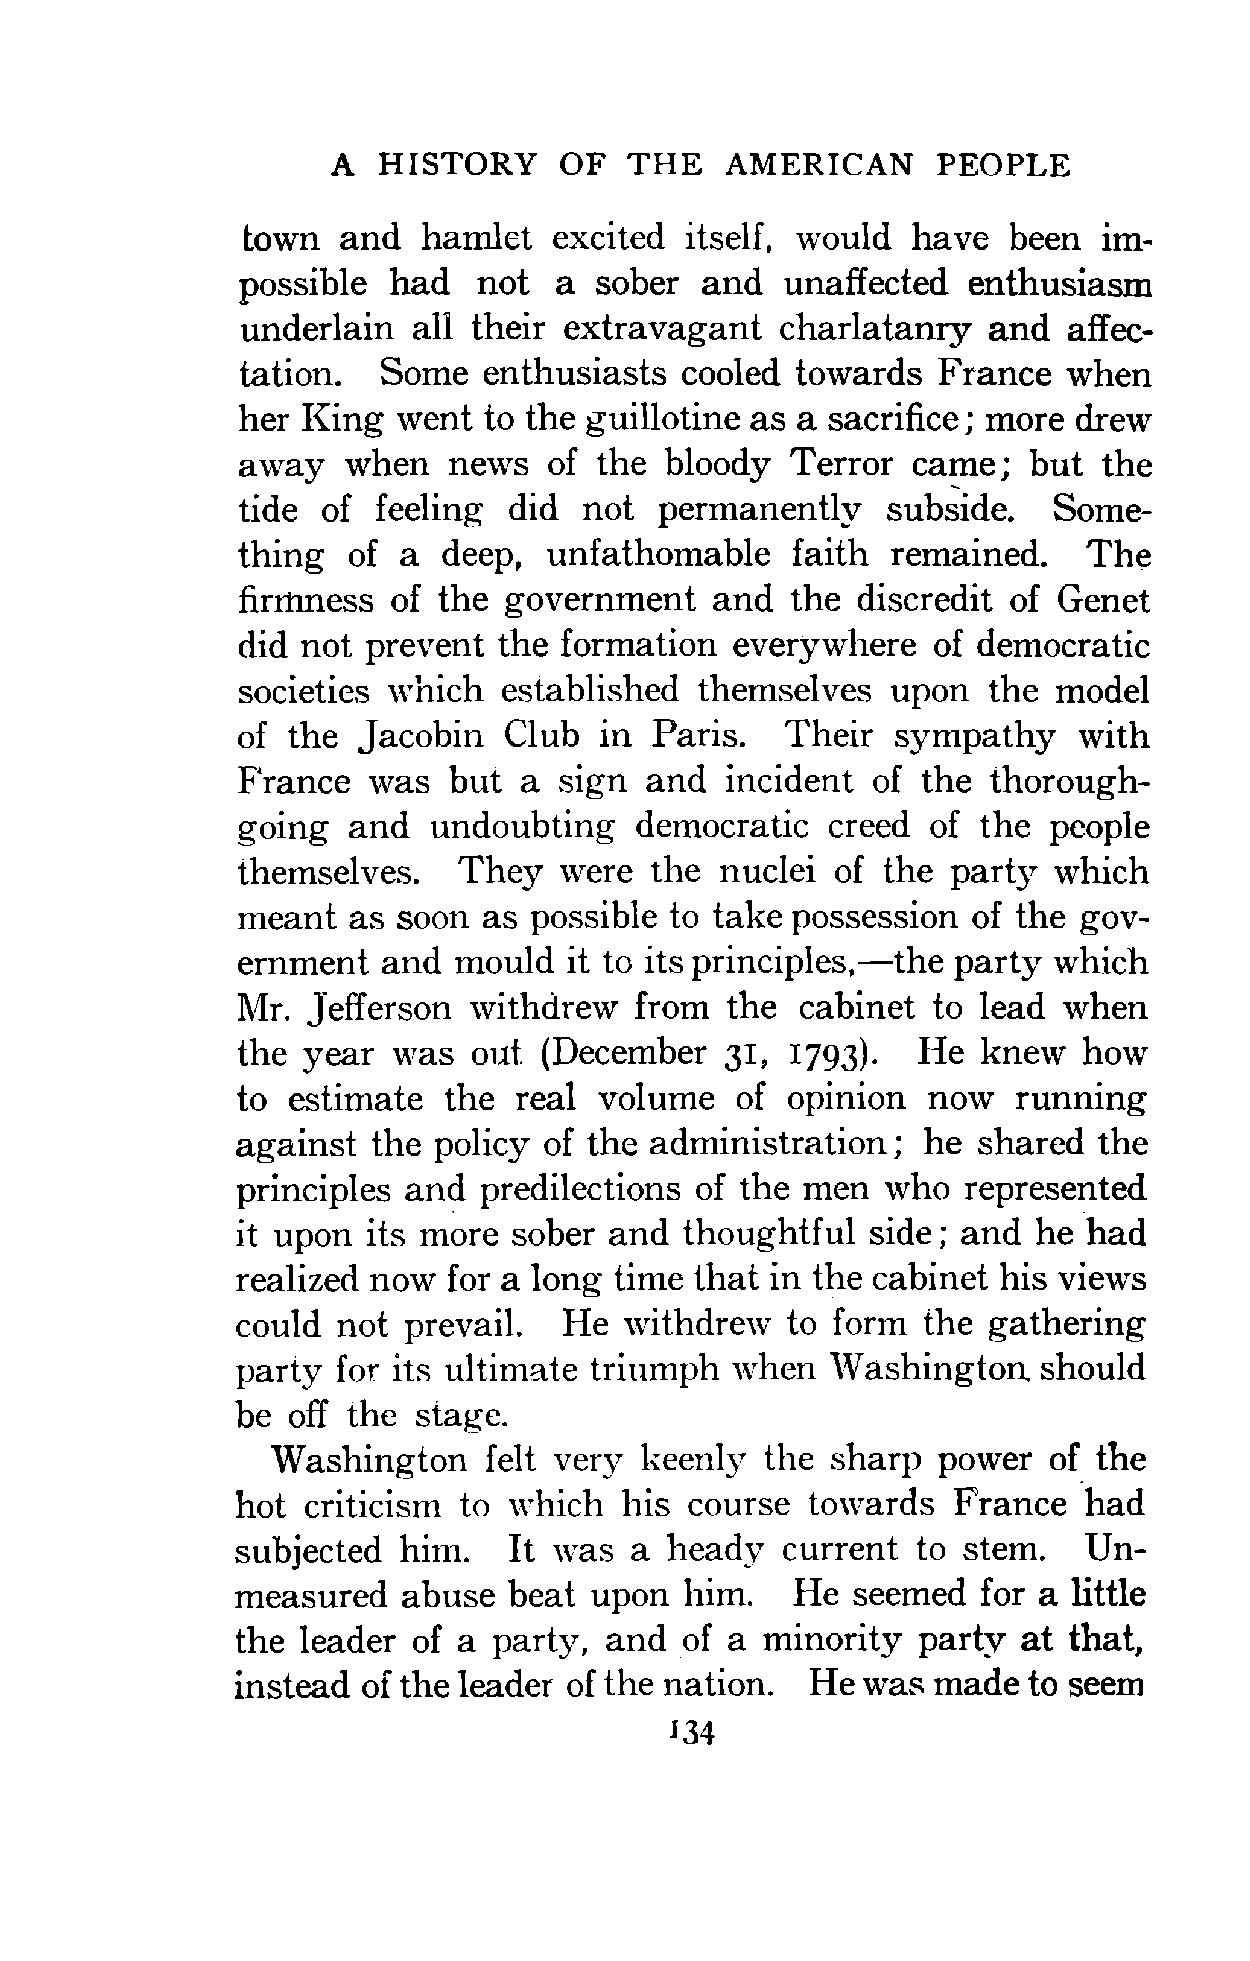 A HISTORY OF THE AMERICAN PEOPLE
town and hamlet excited itself, would have been im-
possible had not a sober and unaffected enthusiasm
underlain all their extravagant charlatanry and affec-
tation. Some enthusiasts cooled towards France when
her King went to the guillotine as a sacrifice; more drew
away when news of the bloody Terror came; but the
tide of feeling did not permanently subside. Some-
thing of a deep, unfathomable faith remained. The
firmness of the government and the discredit of Genet
did not prevent the formation everywhere of democratic
societies which established themselves upon the model
of the Jacobin Club in Paris. Their sympathy with
France was but a sign and incident of the thorough-
going and undoubting democratic creed of the people
themselves. They were the nuclei of the party which
meant as soon as possible to take possession of the gov-
ernment and mould it to its principles,—the party which
Mr. Jefferson withdrew from the cabinet to lead when
the year was out (December 31, 1793). He knew how
to estimate the real volume of opinion now running
against the policy of the administration; he shared the
principles and predilections of the men who represented
it upon its more sober and thoughtful side; and he had
realized now for a long time that in the cabinet his views
could not prevail. He withdrew to form the gathering
party for its ultimate triumph when Washington should
be off the stage.
Washington felt very keenly the sharp power of the
hot criticism to which his course towards France had
subjected him. It was a heady current to stem. Un-
measured abuse beat upon him. He seemed for a little
the leader of a party, and of a minority party at that,
instead of the leader of the nation. He was made to seem
134